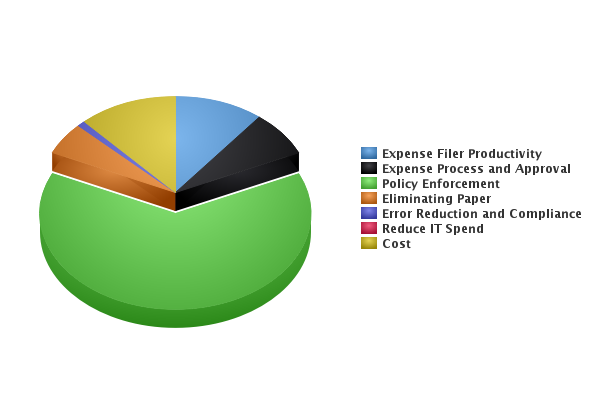 Expense Filer Productivity
Expense Process and Approval
Policy Enforcement
Eliminating Paper
Error Reduction and Compliance
Reduce IT Spend
Cost